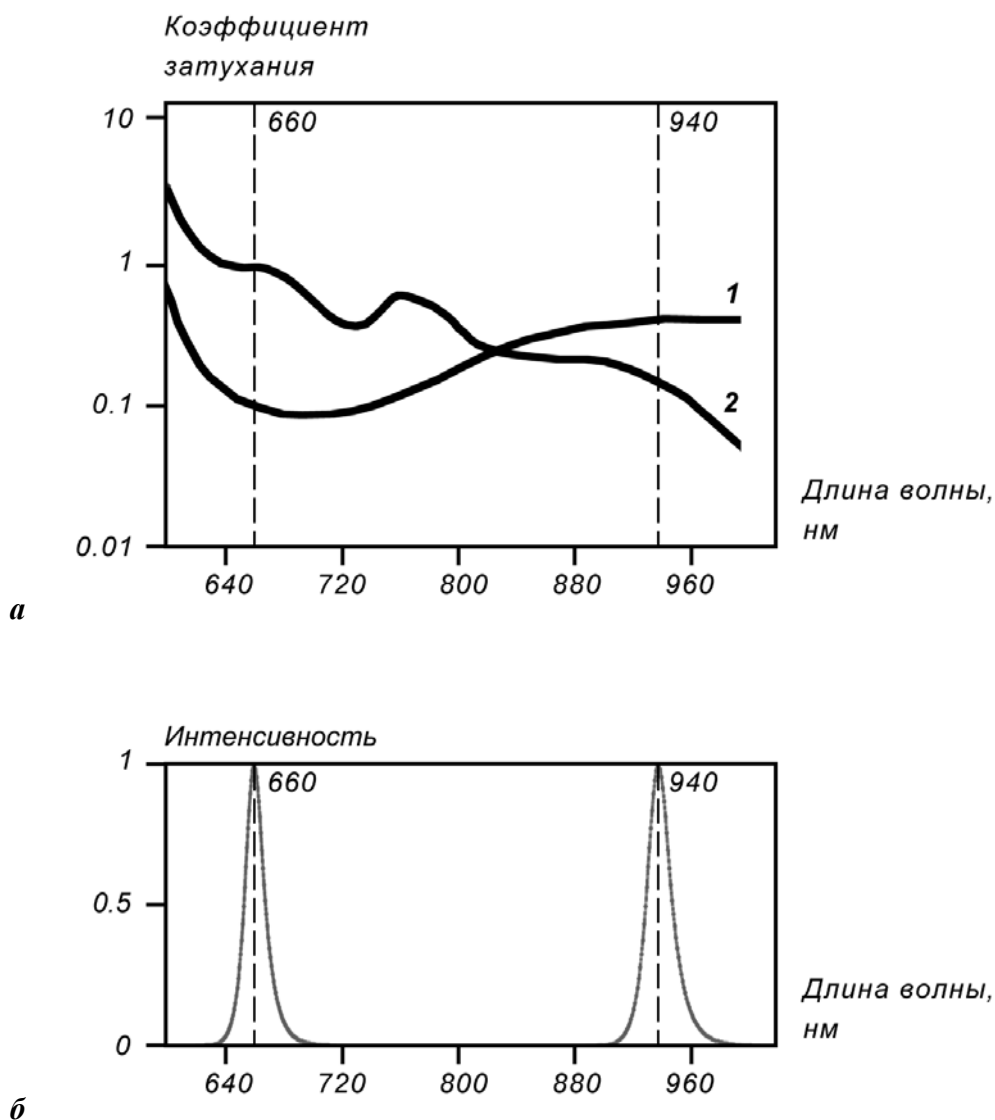 Коэффициент
затухания
10
660
940
1
1
0.1
2
Длина волны,
нм
0.01
640 720 800 880 960
а
Интенсивность
1
660
940
0.5
Длина волны,
нм
0
640 720 800 880 960
б